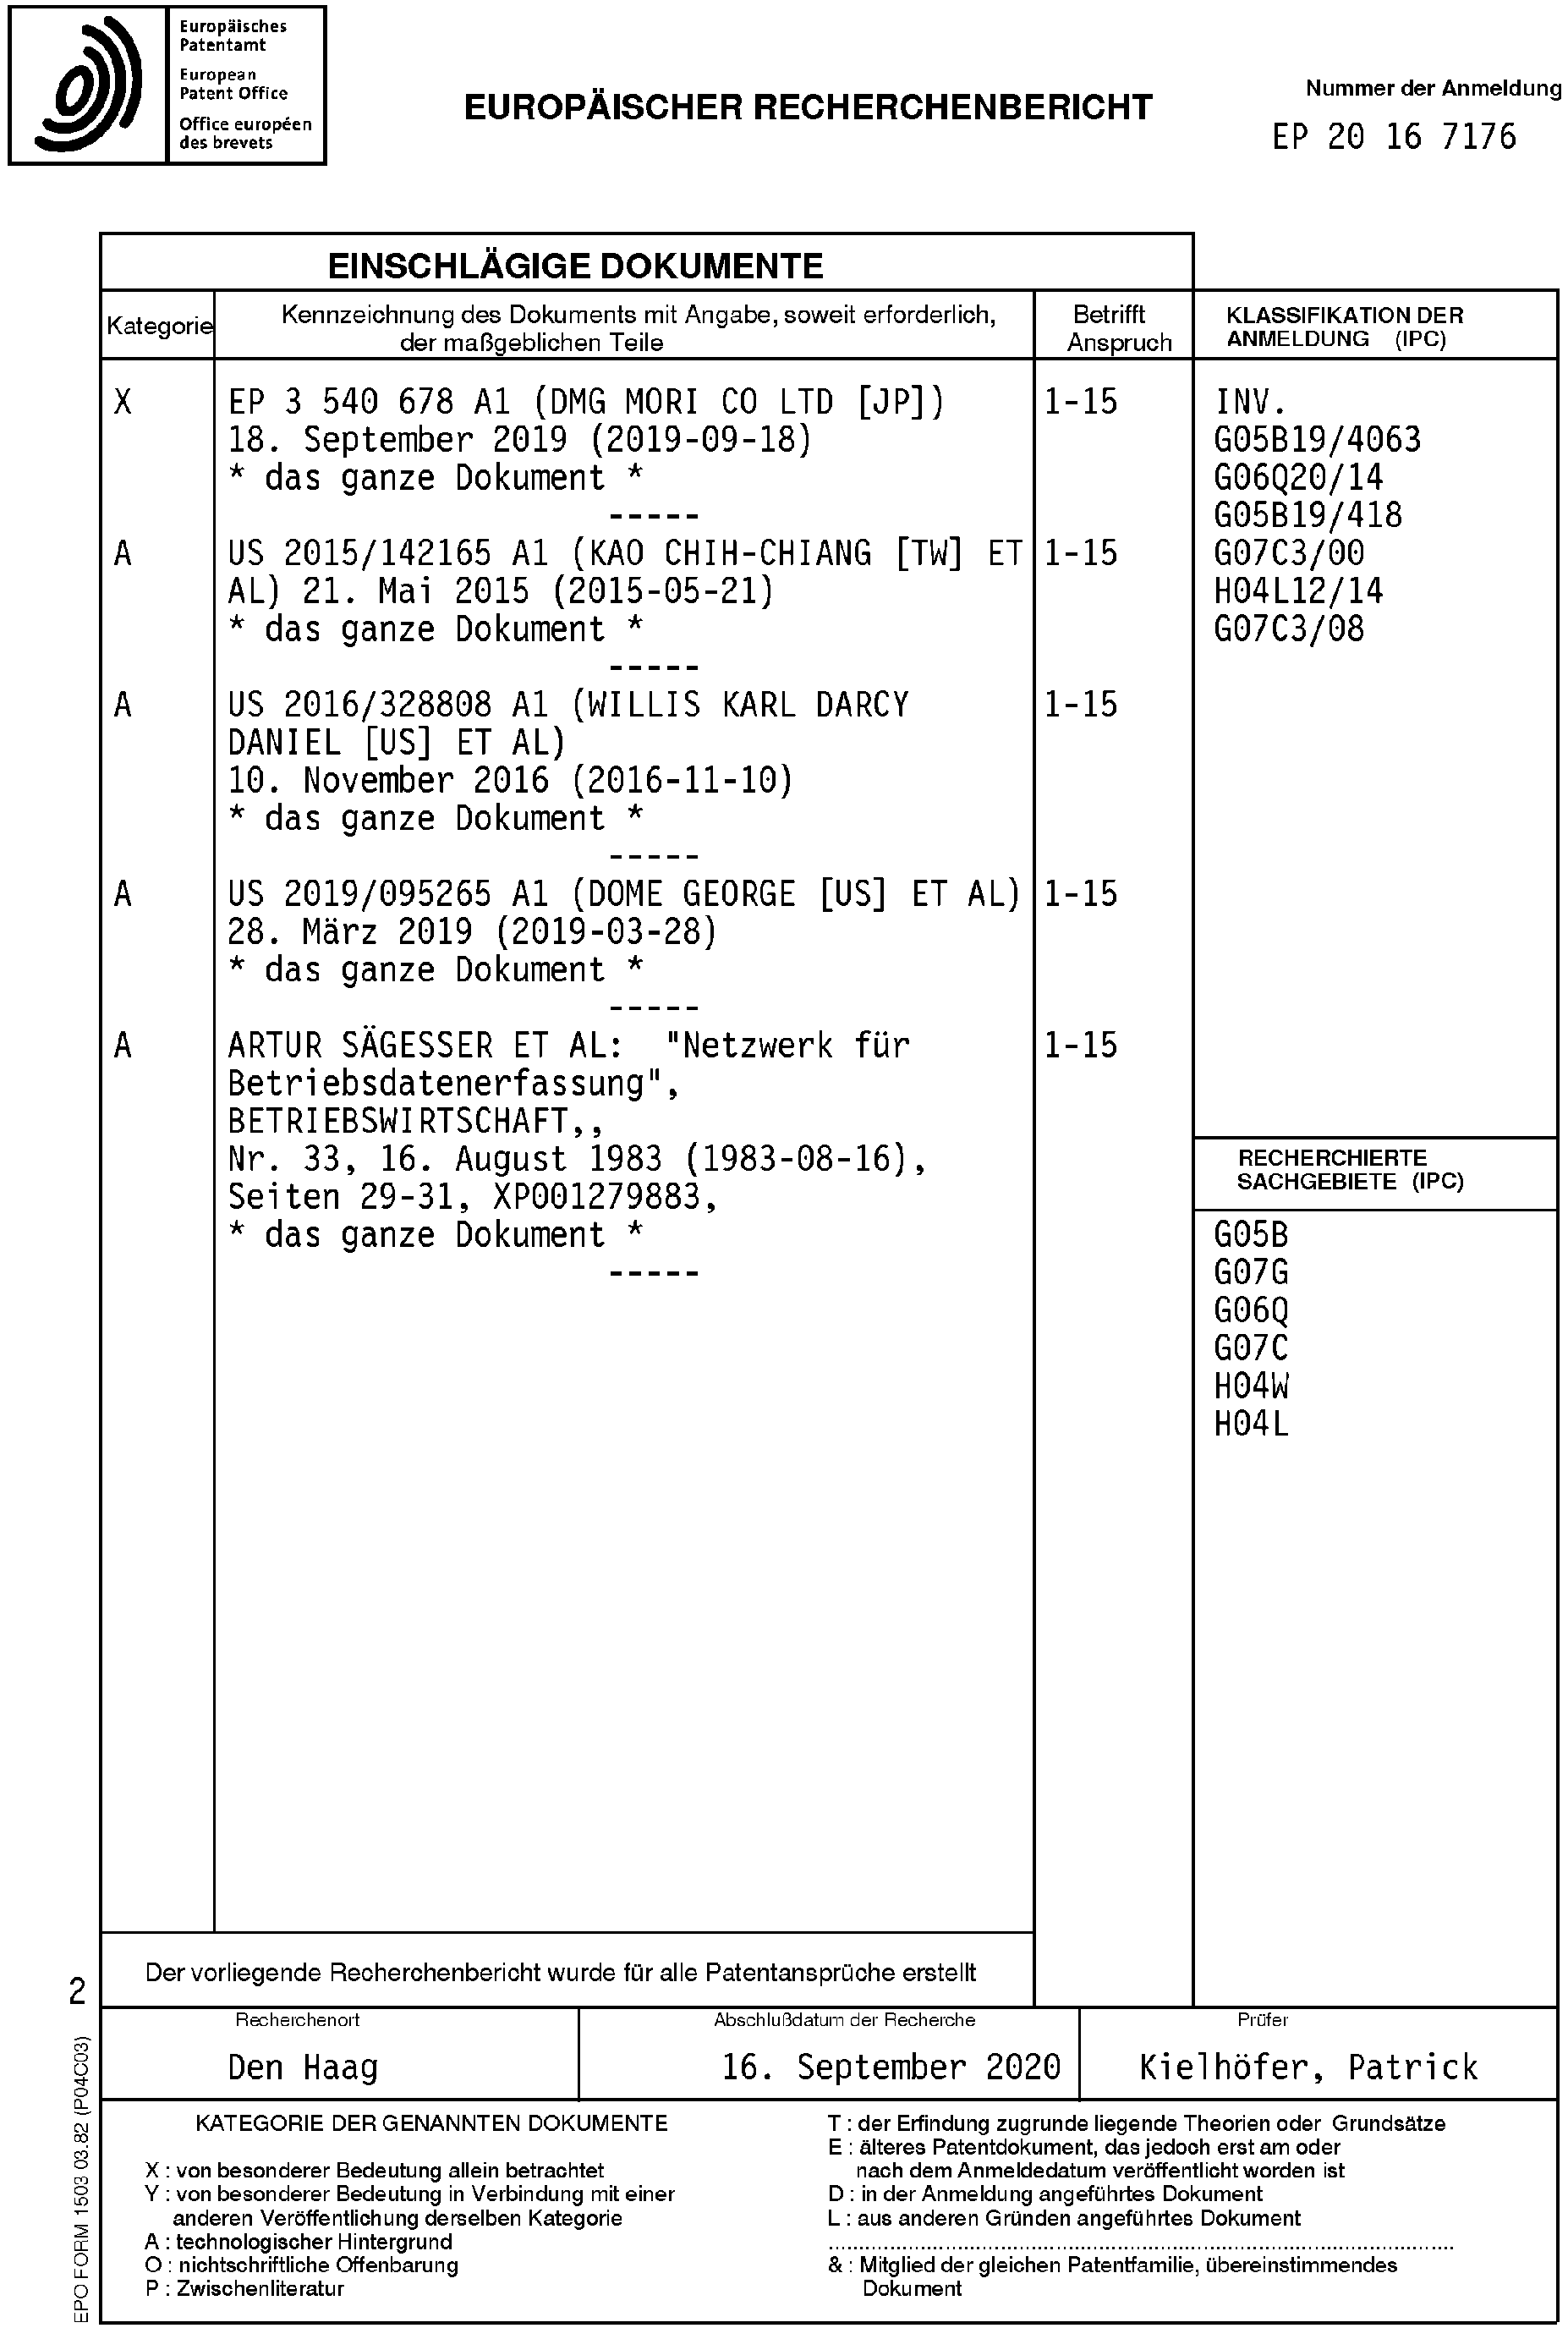 Europäisches
Patentamt
European
Patent Office
Office européen
des brevets
EUROPÄISCHER RECHERCHENBERICHT
Nummer der Anmeldung
EP 20 16 7176
EINSCHLÄGIGE DOKUMENTE
Kategorie
Kennzeichnung des Dokuments mit Angabe, soweit erforderlich,
der maßgeblichen Teile
Betrifft
Anspruch
KLASSIFIKATION DER
ANMELDUNG (IPC)
X
EP 3 540 678 A1 (DMG MORI CO LTD [JP])
18. September 2019 (2019-09-18)
* das ganze Dokument *
-----
1-15
A
US 2015/142165 A1 (KAO CHIH-CHIANG [TW] ET
AL) 21. Mai 2015 (2015-05-21)
* das ganze Dokument *
-----
1-15
A
US 2016/328808 A1 (WILLIS KARL DARCY
DANIEL [US] ET AL)
10. November 2016 (2016-11-10)
* das ganze Dokument *
-----
1-15
A
US 2019/095265 A1 (DOME GEORGE [US] ET AL)
28. März 2019 (2019-03-28)
* das ganze Dokument *
-----
1-15
A
ARTUR SÄGESSER ET AL: "Netzwerk für
Betriebsdatenerfassung",
BETRIEBSWIRTSCHAFT,,
Nr. 33, 16. August 1983 (1983-08-16),
Seiten 29-31, XP001279883,
* das ganze Dokument *
-----
1-15
INV.
G05B19/4063
G06Q20/14
G05B19/418
G07C3/00
H04L12/14
G07C3/08
RECHERCHIERTE
SACHGEBIETE (IPC)
G05B
G07G
G06Q
G07C
H04W
H04L
Der vorliegende Recherchenbericht wurde für alle Patentansprüche erstellt
2
Recherchenort
Den Haag
Abschlußdatum der Recherche
16. September 2020
Prüfer
Kielhöfer, Patrick
KATEGORIE DER GENANNTEN DOKUMENTE
X : von besonderer Bedeutung allein betrachtet
Y : von besonderer Bedeutung in Verbindung mit einer
anderen Veröffentlichung derselben Kategorie
A : technologischer Hintergrund
O : nichtschriftliche Offenbarung
P : Zwischenliteratur
T : der Erfindung zugrunde liegende Theorien oder Grundsätze
E : älteres Patentdokument, das jedoch erst am oder
nach dem Anmeldedatum veröffentlicht worden ist
D : in der Anmeldung angeführtes Dokument
L : aus anderen Gründen angeführtes Dokument
& : Mitglied der gleichen Patentfamilie, übereinstimmendes
Dokument
EPO FORM 1503 03.82 (P04C03)